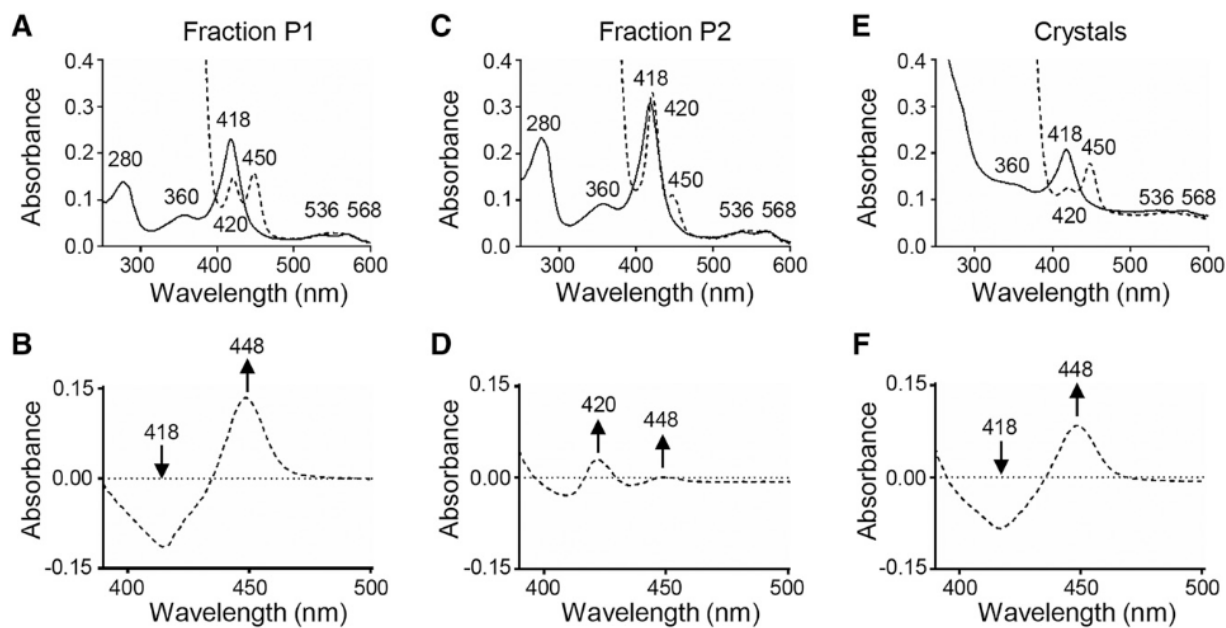 A Fraction P1
Absorbance
0.4
0.3
0.2
0.1
0.0
280
360
418
420
450
536 568
300 400 500 600
Wavelength (nm)
C Fraction P2
Absorbance
0.4
0.3
0.2
0.1
0.0
280
360
418
420
450
536 568
300 400 500 600
Wavelength (nm)
E Crystals
Absorbance
0.4
0.3
0.2
0.1
0.0
360
418
420
450
536 568
300 400 500 600
Wavelength (nm)
B
Absorbance
0.15
0.00
-0.15
418
448
400 450 500
Wavelength (nm)
D
Absorbance
0.15
0.00
-0.15
420
448
400 450 500
Wavelength (nm)
F
Absorbance
0.15
0.00
-0.15
418
448
400 450 500
Wavelength (nm)